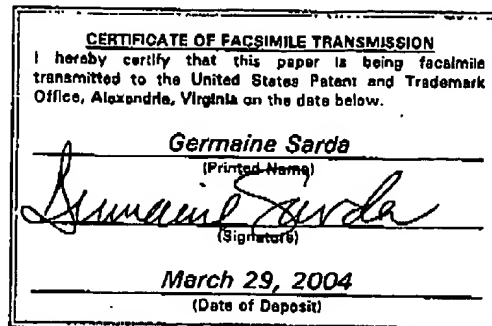 CERTIFICATE OF FACSIMILE TRANSMISSION
I hereby certify that this paper is being facsimile
transmitted to the United States Patent and Trademark
Office, Alexandria, Virginia on the date below.
Germaine Sarda
(Printed Name)
Germaine Sarda
(Signature)
March 29, 2004
(Date of Deposit)